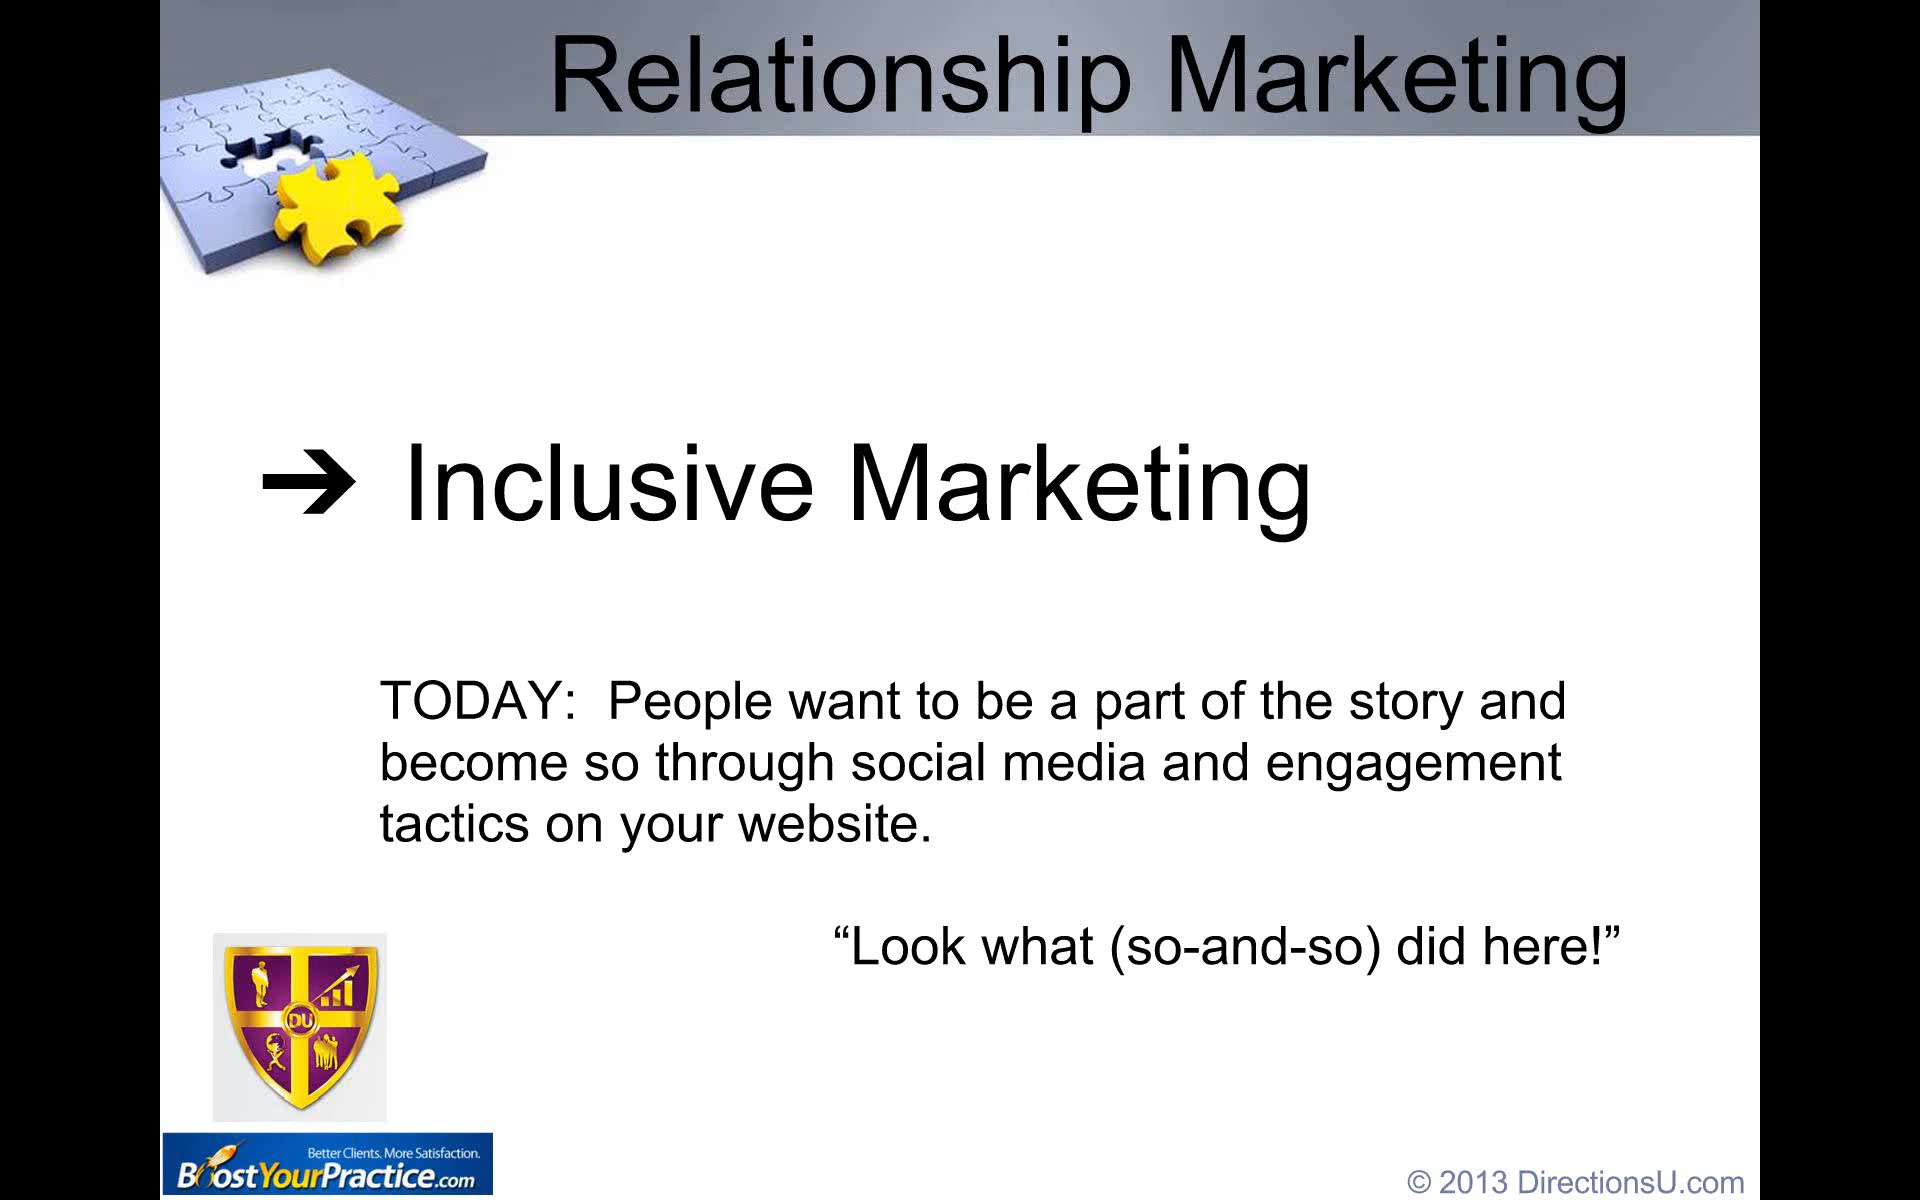 Relationship Marketing
➔ Inclusive Marketing
TODAY:  People want to be a part of the story and
become so through social media and engagement
tactics on your website.
“Look what (so-and-so) did here!”
DU
Better Clients. More Satisfaction.
BoostYourPractice.com
© 2013 DirectionsU.com